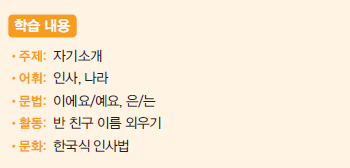 학습 내용
• 주제: 자기소개
• 어휘: 인사, 나라
• 문법: 이에요/예요, 은/는
• 활동: 반 친구 이름 외우기
• 문화: 한국식 인사법